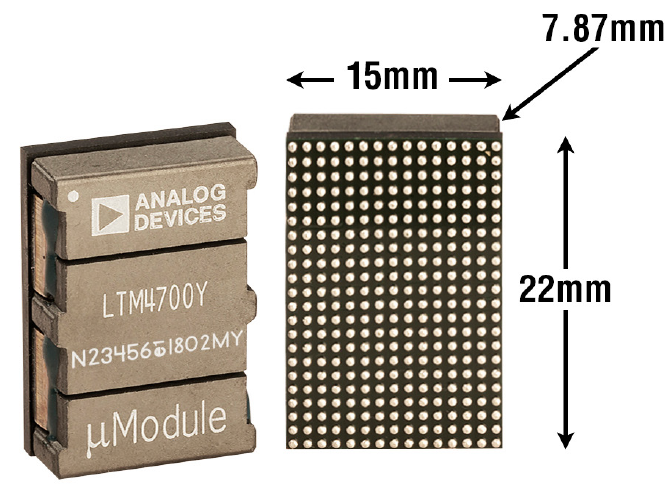 7.87mm
15mm
ANALOG
DEVICES
LTM4700Y
22mm
µModule